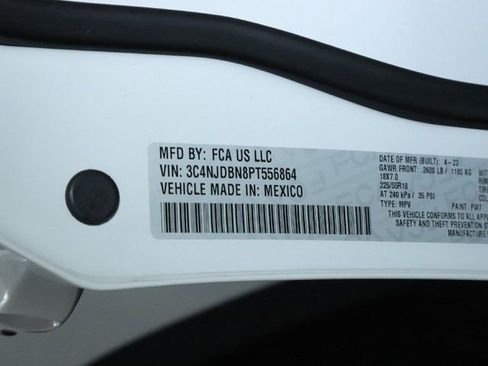 MFD BY: FCA US LLC
VIN: 3C4NJDBN8PT556864
VEHICLE MADE IN: MEXICO
DATE OF MFR (BUILT): 4-23
GAWR FRONT: 2600 LB / 1180 KG WIT
18X7.0
225/55R18
AT 240 kPa / 35 PSI
TYPE: MPV PAINT: PW7
THIS VEHICLE CONFORMS TO ALL APP
SAFETY AND THEFT PREVENTION S
MANUFACTURE